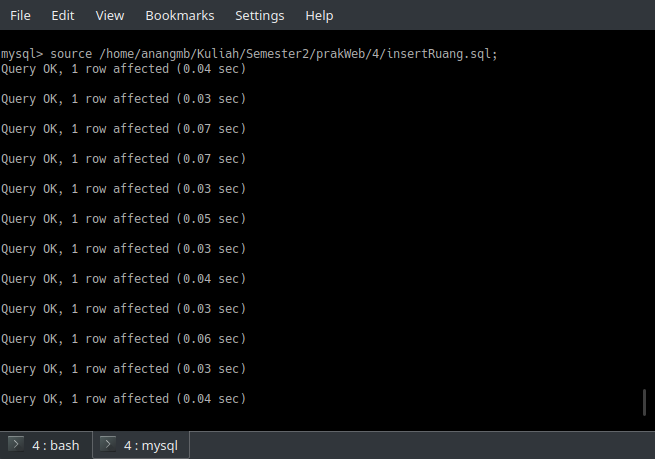 File Edit View Bookmarks Settings Help
mysql> source /home/anangmb/Kuliah/Semester2/prakWeb/4/insertRuang.sql;
Query OK, 1 row affected (0.04 sec)
Query OK, 1 row affected (0.03 sec)
Query OK, 1 row affected (0.07 sec)
Query OK, 1 row affected (0.07 sec)
Query OK, 1 row affected (0.03 sec)
Query OK, 1 row affected (0.05 sec)
Query OK, 1 row affected (0.03 sec)
Query OK, 1 row affected (0.04 sec)
Query OK, 1 row affected (0.03 sec)
Query OK, 1 row affected (0.06 sec)
Query OK, 1 row affected (0.03 sec)
Query OK, 1 row affected (0.04 sec)
4 : bash 4 : mysql